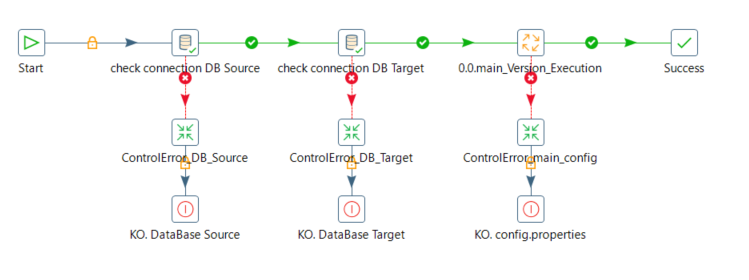 Start
check connection DB Source
check connection DB Target
0.0.main_Version_Execution
Success
ControlError_DB_Source
ControlError_DB_Target
ControlError_main_config
KO. DataBase Source
KO. DataBase Target
KO. config.properties